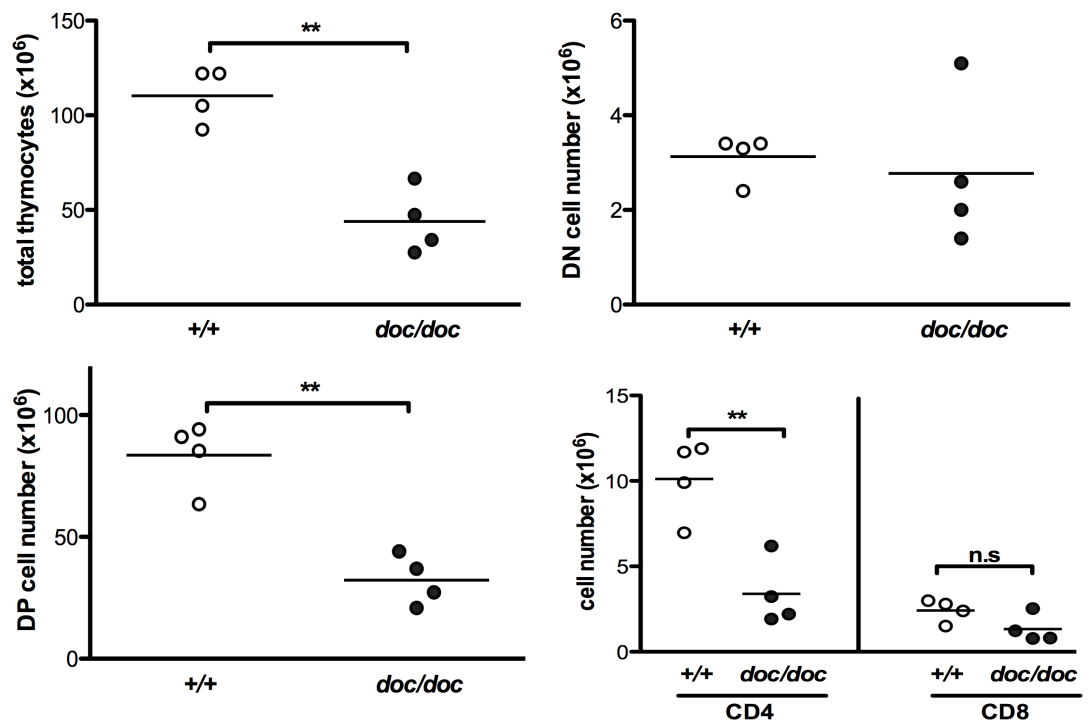 total thymocytes (x10⁶)
150
100
50
0
**
+/+
doc/doc
DN cell number (x10⁶)
6
4
2
0
+/+
doc/doc
DP cell number (x10⁶)
100
50
0
**
+/+
doc/doc
cell number (x10⁶)
15
10
5
0
**
n.s
+/+ doc/doc +/+ doc/doc
CD4 CD8